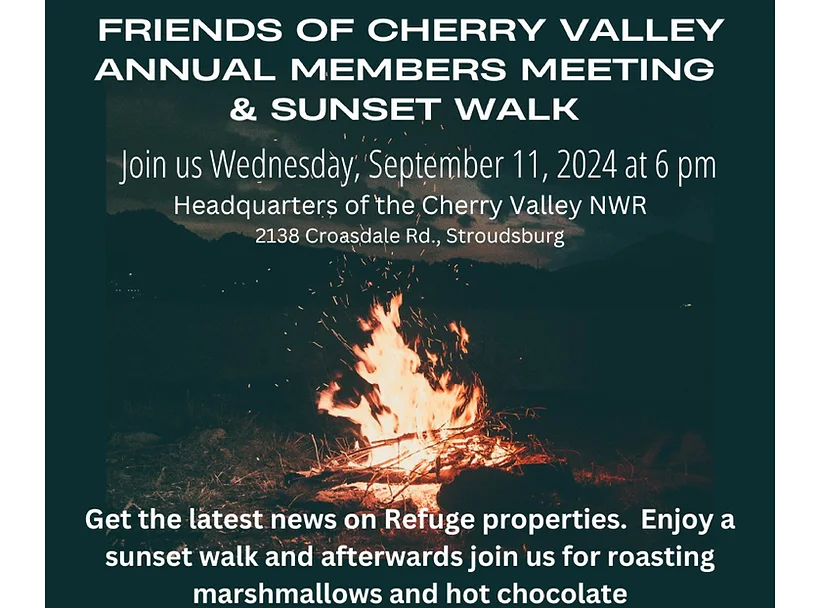 FRIENDS OF CHERRY VALLEY
ANNUAL MEMBERS MEETING
& SUNSET WALK
Join us Wednesday, September 11, 2024 at 6 pm
Headquarters of the Cherry Valley NWR
2138 Croasdale Rd., Stroudsburg
Get the latest news on Refuge properties.  Enjoy a
sunset walk and afterwards join us for roasting
marshmallows and hot chocolate